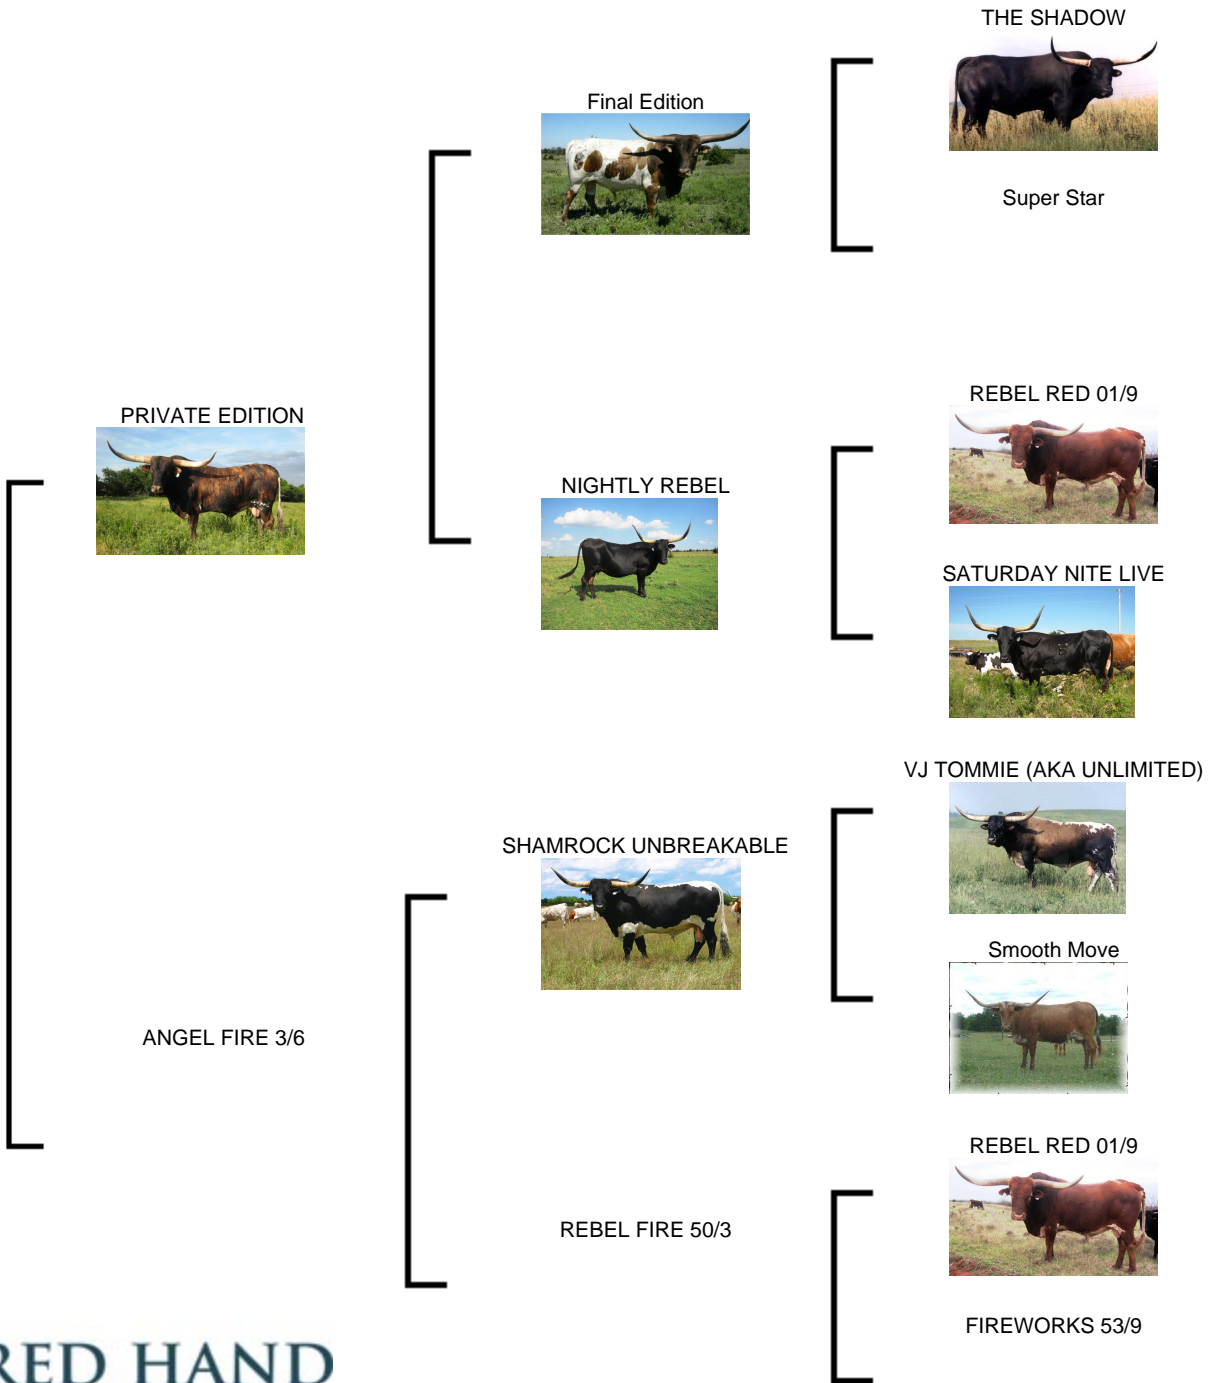 THE SHADOW
Final Edition
Super Star
PRIVATE EDITION
REBEL RED 01/9
NIGHTLY REBEL
SATURDAY NITE LIVE
VJ TOMMIE (AKA UNLIMITED)
SHAMROCK UNBREAKABLE
Smooth Move
ANGEL FIRE 3/6
REBEL RED 01/9
REBEL FIRE 50/3
FIREWORKS 53/9
RED HAND